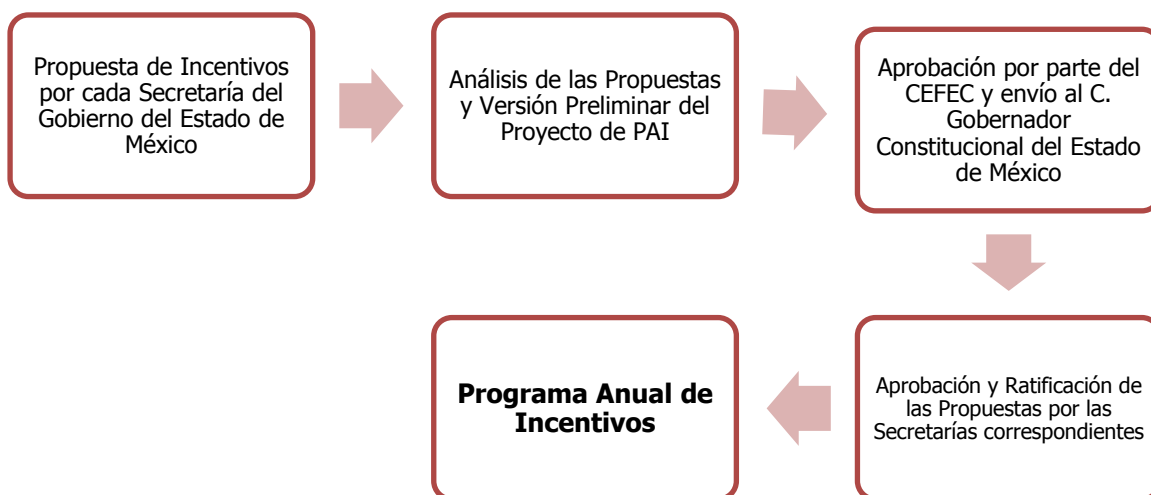 Propuesta de Incentivos
por cada Secretaría del
Gobierno del Estado de
México
Análisis de las Propuestas
y Versión Preliminar del
Proyecto de PAI
Aprobación por parte del
CEFEC y envío al C.
Gobernador
Constitucional del Estado
de México
Aprobación y Ratificación de
las Propuestas por las
Secretarías correspondientes
Programa Anual de
Incentivos